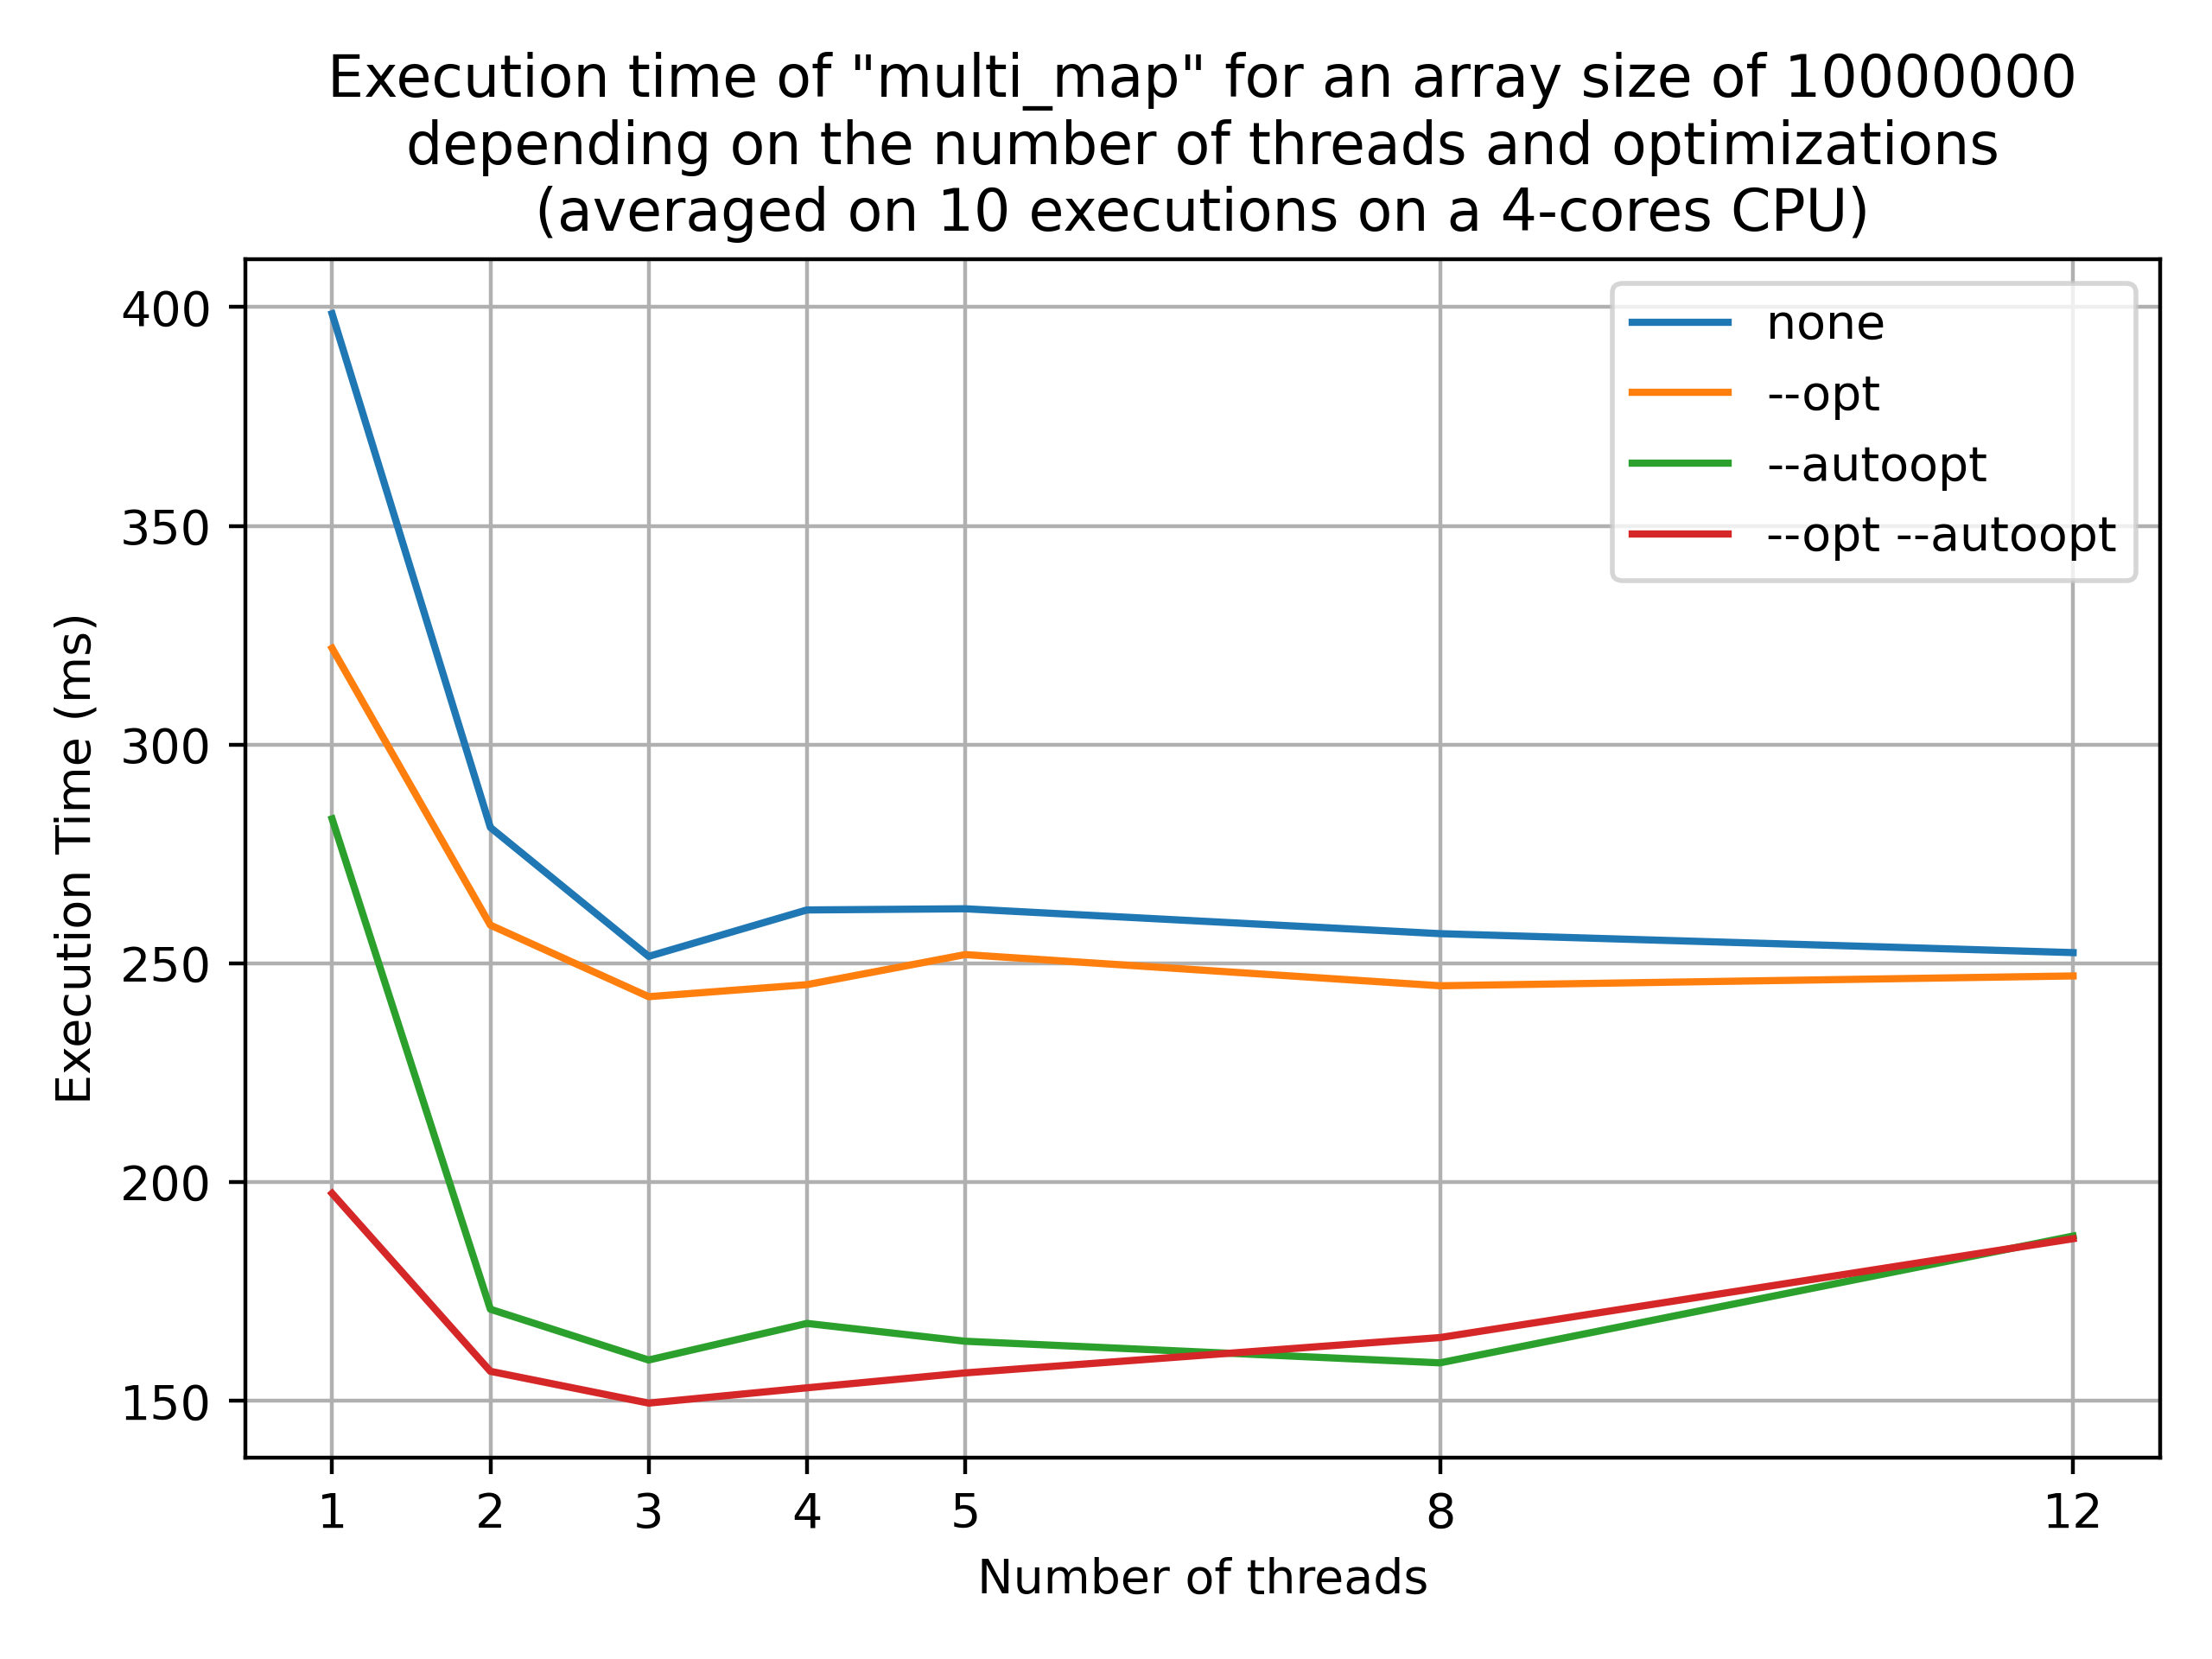 Execution time of "multi_map" for an array size of 10000000
depending on the number of threads and optimizations
(averaged on 10 executions on a 4-cores CPU)
400
350
300
250
200
150
Execution Time (ms)
none
--opt
--autoopt
--opt --autoopt
1 2 3 4 5 8 12
Number of threads